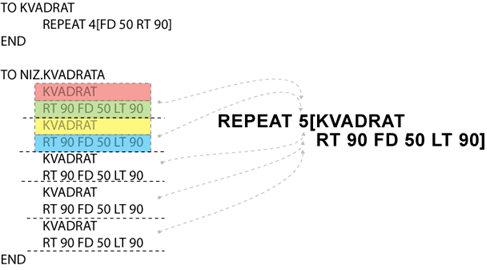 TO KVADRAT
REPEAT 4[FD 50 RT 90]
END
TO NIZ.KVADRATA
KVADRAT
RT 90 FD 50 LT 90
KVADRAT
RT 90 FD 50 LT 90
KVADRAT
RT 90 FD 50 LT 90
KVADRAT
RT 90 FD 50 LT 90
KVADRAT
RT 90 FD 50 LT 90
END
REPEAT 5[KVADRAT
RT 90 FD 50 LT 90]